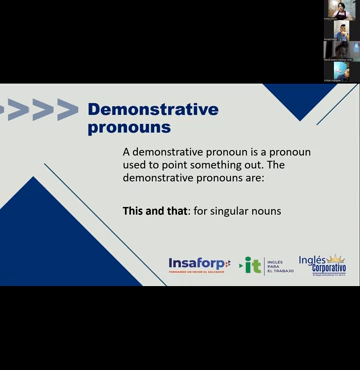 Demonstrative
pronouns
A demonstrative pronoun is a pronoun
used to point something out. The
demonstrative pronouns are:
This and that: for singular nouns
Insaforp
it
INGLÉS
PARA
EL TRABAJO
Inglés
Corporativo